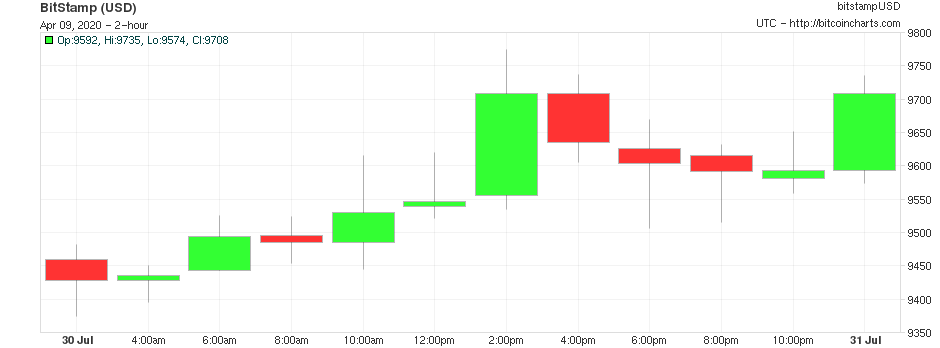 BitStamp (USD)
bitstampUSD
Apr 09, 2020 - 2-hour
UTC - http://bitcoincharts.com
Op:9592, Hi:9735, Lo:9574, Cl:9708
9800
9750
9700
9650
9600
9550
9500
9450
9400
9350
30 Jul 4:00am 6:00am 8:00am 10:00am 12:00pm 2:00pm 4:00pm 6:00pm 8:00pm 10:00pm 31 Jul